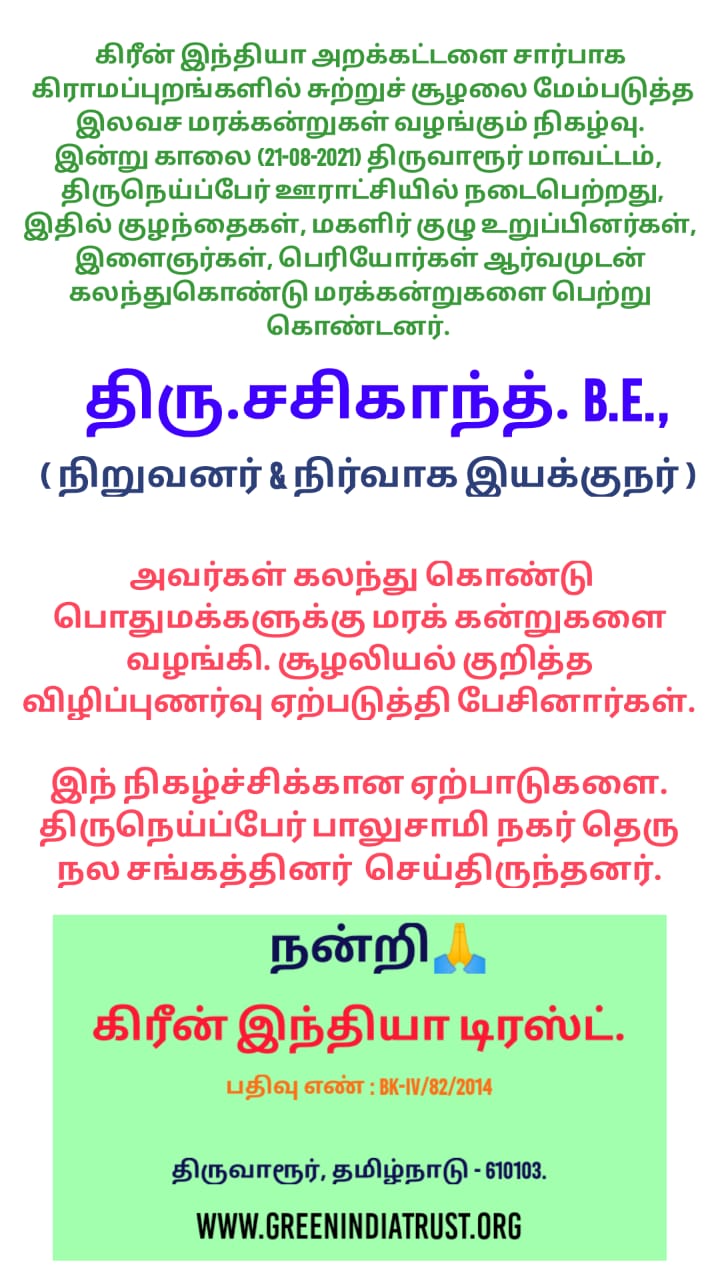 கிரீன் இந்தியா அறக்கட்டளை சார்பாக
கிராமப்புறங்களில் சுற்றுச் சூழலை மேம்படுத்த
இலவச மரக்கன்றுகள் வழங்கும் நிகழ்வு.
இன்று காலை (21-08-2021) திருவாரூர் மாவட்டம்,
திருநெய்ப்பேர் ஊராட்சியில் நடைபெற்றது,
இதில் குழந்தைகள், மகளிர் குழு உறுப்பினர்கள்,
இளைஞர்கள், பெரியோர்கள் ஆர்வமுடன்
கலந்துகொண்டு மரக்கன்றுகளை பெற்று
கொண்டனர்.
திரு.சசிகாந்த். B.E.,
( நிறுவனர் & நிர்வாக இயக்குநர் )
அவர்கள் கலந்து கொண்டு
பொதுமக்களுக்கு மரக் கன்றுகளை
வழங்கி. சூழலியல் குறித்த
விழிப்புணர்வு ஏற்படுத்தி பேசினார்கள்.
இந் நிகழ்ச்சிக்கான ஏற்பாடுகளை.
திருநெய்ப்பேர் பாலுசாமி நகர் தெரு
நல சங்கத்தினர் செய்திருந்தனர்.
நன்றி🙏
கிரீன் இந்தியா டிரஸ்ட்.
பதிவு எண் : BK-IV/82/2014
திருவாரூர், தமிழ்நாடு - 610103.
WWW.GREENINDIATRUST.ORG